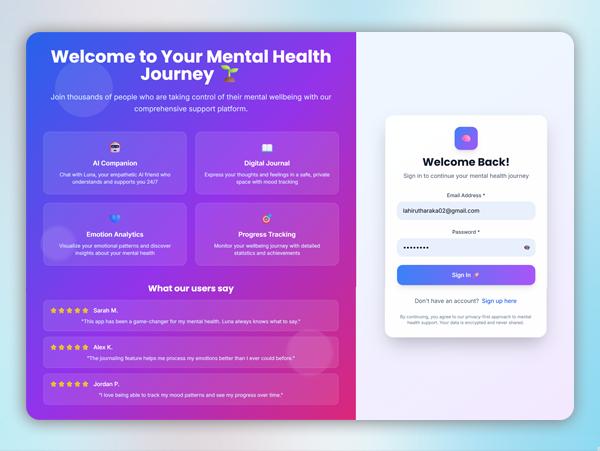 Welcome to Your Mental Health
Journey 🌱
Join thousands of people who are taking control of their mental wellbeing with our
comprehensive support platform.
AI Companion
Chat with Luna, your empathetic AI friend who
understands and supports you 24/7
Digital Journal
Express your thoughts and feelings in a safe, private
space with mood tracking
Emotion Analytics
Visualize your emotional patterns and discover
insights about your mental health
Progress Tracking
Monitor your wellbeing journey with detailed
statistics and achievements
What our users say
Sarah M.
"This app has been a game-changer for my mental health. Luna always knows what to say."
Alex K.
"The journaling feature helps me process my emotions better than I ever could before."
Jordan P.
"I love being able to track my mood patterns and see my progress over time."
Welcome Back!
Sign in to continue your mental health journey
Email Address *
lahirutharaka02@gmail.com
Password *
••••••••
Sign In 🚀
Don't have an account? Sign up here
By continuing, you agree to our privacy-first approach to mental
health support. Your data is encrypted and never shared.